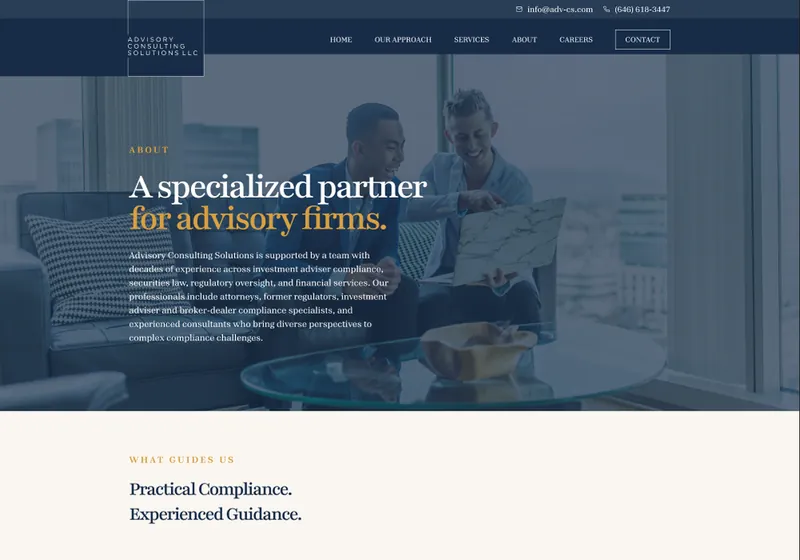 info@adv-cs.com (646) 618-3447
ADVISORY
CONSULTING
SOLUTIONS LLC
HOME OUR APPROACH SERVICES ABOUT CAREERS CONTACT
ABOUT
A specialized partner
for advisory firms.
Advisory Consulting Solutions is supported by a team with
decades of experience across investment adviser compliance,
securities law, regulatory oversight, and financial services. Our
professionals include attorneys, former regulators, investment
adviser and broker-dealer compliance specialists, and
experienced consultants who bring diverse perspectives to
complex compliance challenges.
WHAT GUIDES US
Practical Compliance.
Experienced Guidance.